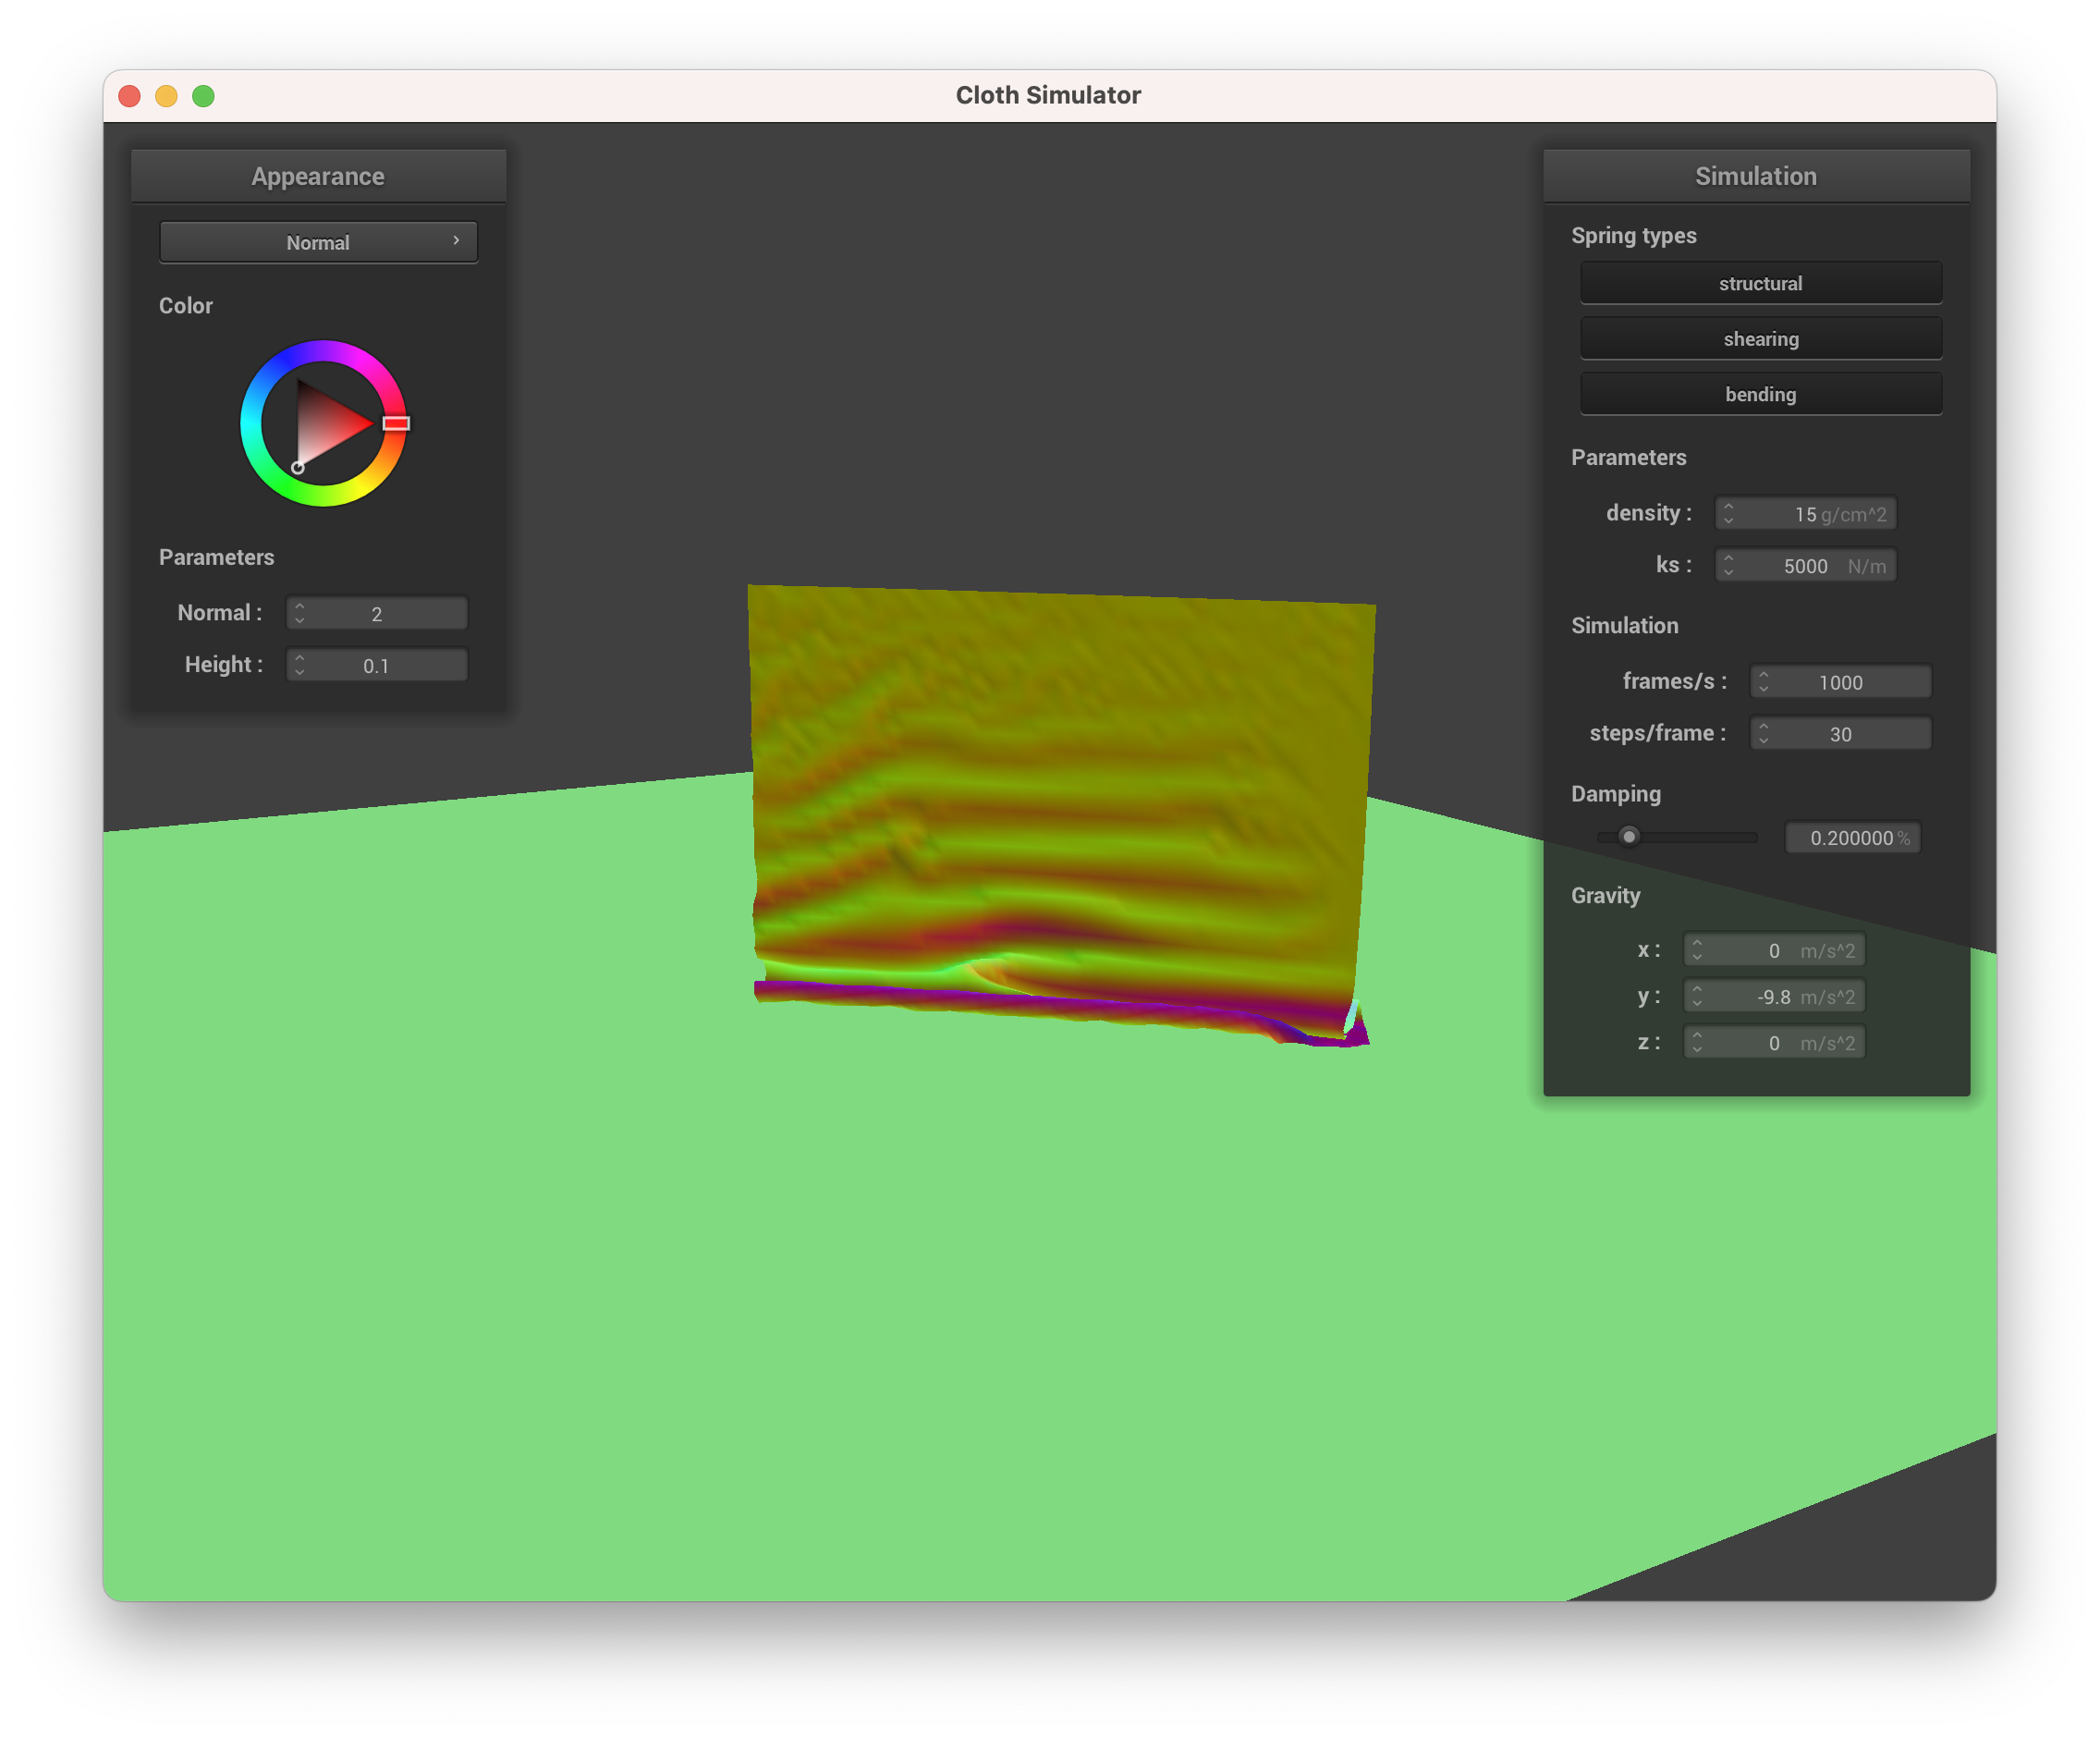 Cloth Simulator
Appearance
Normal
Color
Parameters
Normal : 2
Height : 0.1
Simulation
Spring types
structural
shearing
bending
Parameters
density : 15 g/cm^2
ks : 5000 N/m
Simulation
frames/s : 1000
steps/frame : 30
Damping
0.200000 %
Gravity
x : 0 m/s^2
y : -9.8 m/s^2
z : 0 m/s^2